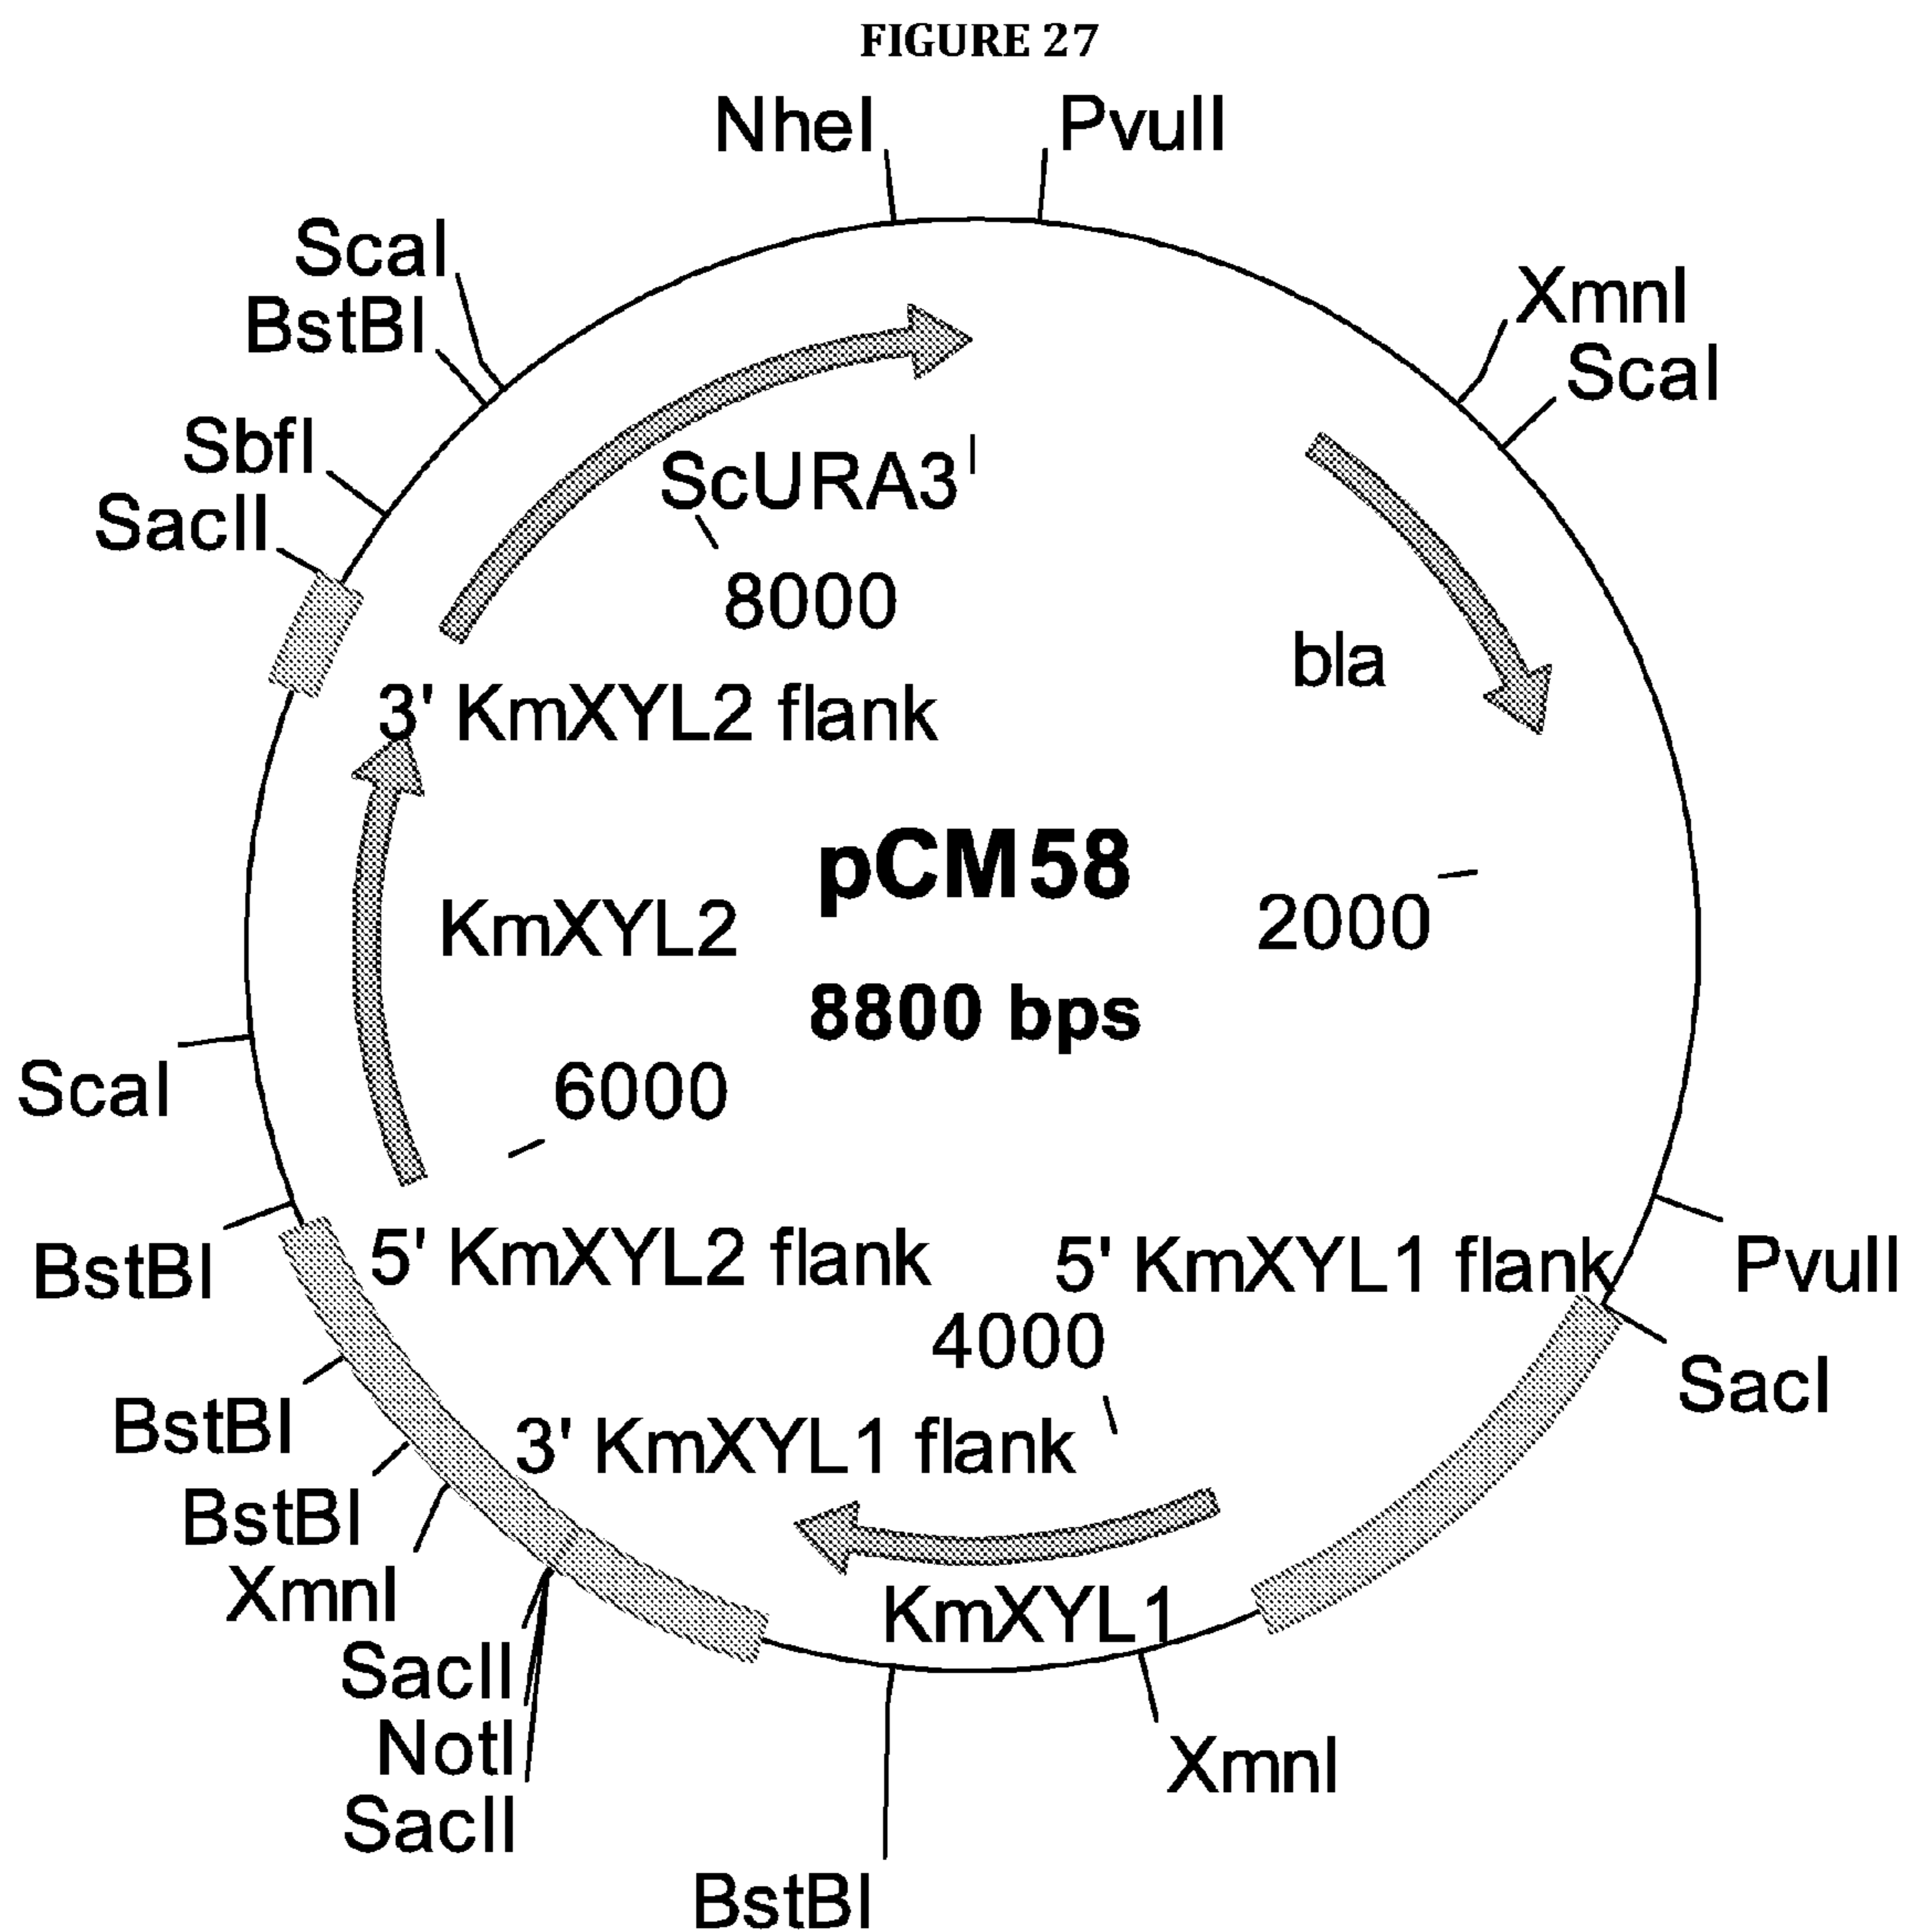 FIGURE 27
NheI
PvuII
ScaI
BstBI
XmnI
ScaI
SbfI
SacII
ScURA3
8000
bla
3' KmXYL2 flank
pCM58
KmXYL2
2000
8800 bps
ScaI
6000
BstBI
5' KmXYL2 flank
5' KmXYL1 flank
PvuII
4000
SacI
BstBI
3' KmXYL1 flank
BstBI
XmnI
KmXYL1
SacII
NotI
XmnI
SacII
BstBI